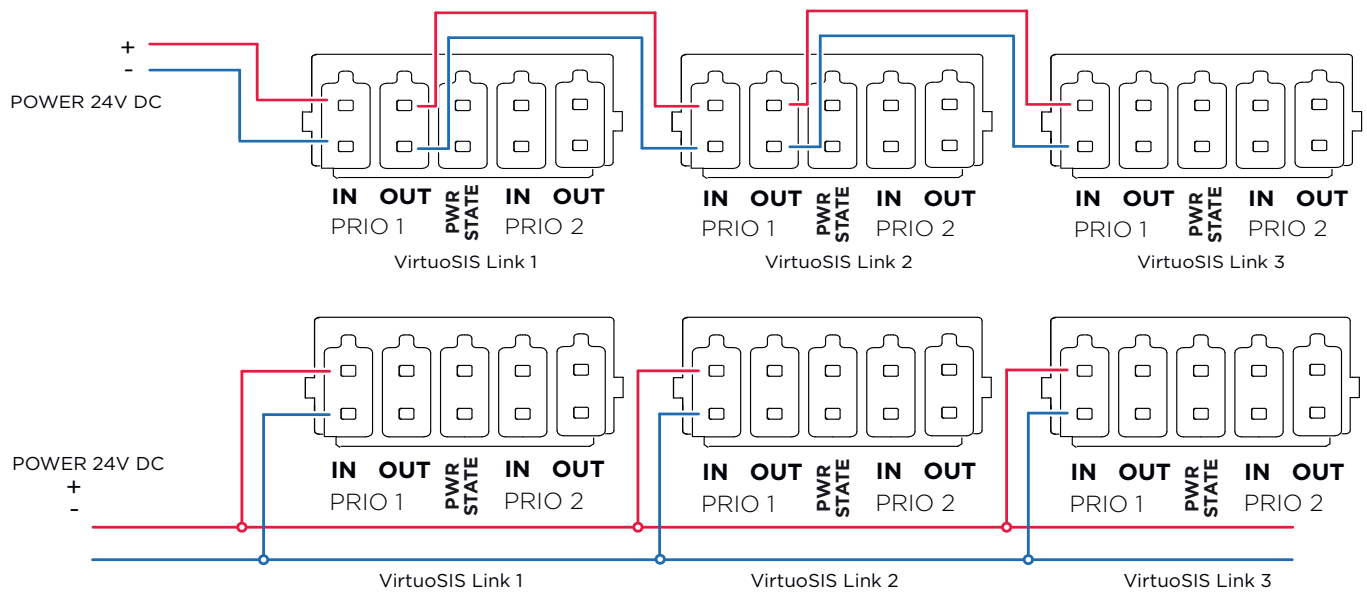 +
-
POWER 24V DC
IN OUT PWR STATE IN OUT
PRIO 1 PRIO 2
VirtuoSIS Link 1
IN OUT PWR STATE IN OUT
PRIO 1 PRIO 2
VirtuoSIS Link 2
IN OUT PWR STATE IN OUT
PRIO 1 PRIO 2
VirtuoSIS Link 3
POWER 24V DC
+
-
IN OUT PWR STATE IN OUT
PRIO 1 PRIO 2
VirtuoSIS Link 1
IN OUT PWR STATE IN OUT
PRIO 1 PRIO 2
VirtuoSIS Link 2
IN OUT PWR STATE IN OUT
PRIO 1 PRIO 2
VirtuoSIS Link 3